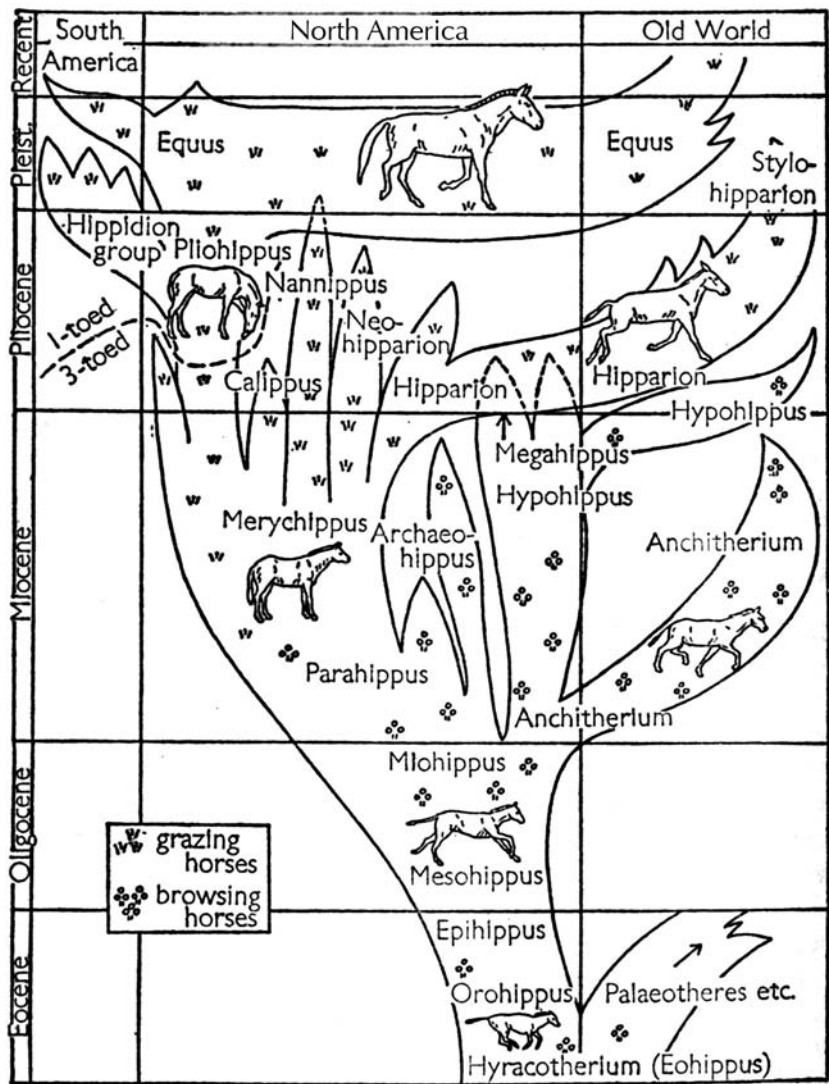 South
America
North America
Old World
Recent
Pleist.
Equus
Equus
Stylo-
hipparion
Hippidion
group
Pliohippus
Nannippus
Neo-
hipparion
Pliocene
1-toed
3-toed
Calippus
Hipparion
Hipparion
Hypohippus
Megahippus
Hypohippus
Merychippus
Archaeo-
hippus
Anchitherium
Miocene
Parahippus
Anchitherium
Miohippus
Oligocene
grazing
horses
Mesohippus
browsing
horses
Epihippus
Eocene
Orohippus
Palaeotheres etc.
Hyracotherium (Eohippus)